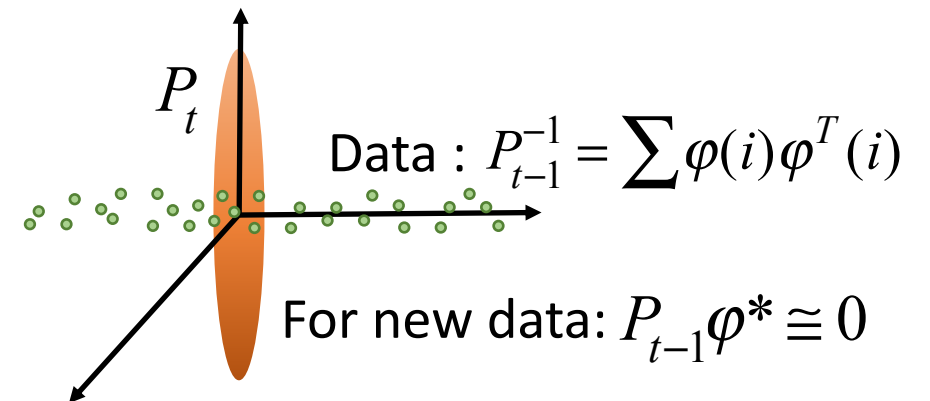 P_t
Data : P_{t-1}^{-1} = ∑φ(i)φ^T(i)
For new data: P_{t-1}φ* ≅ 0